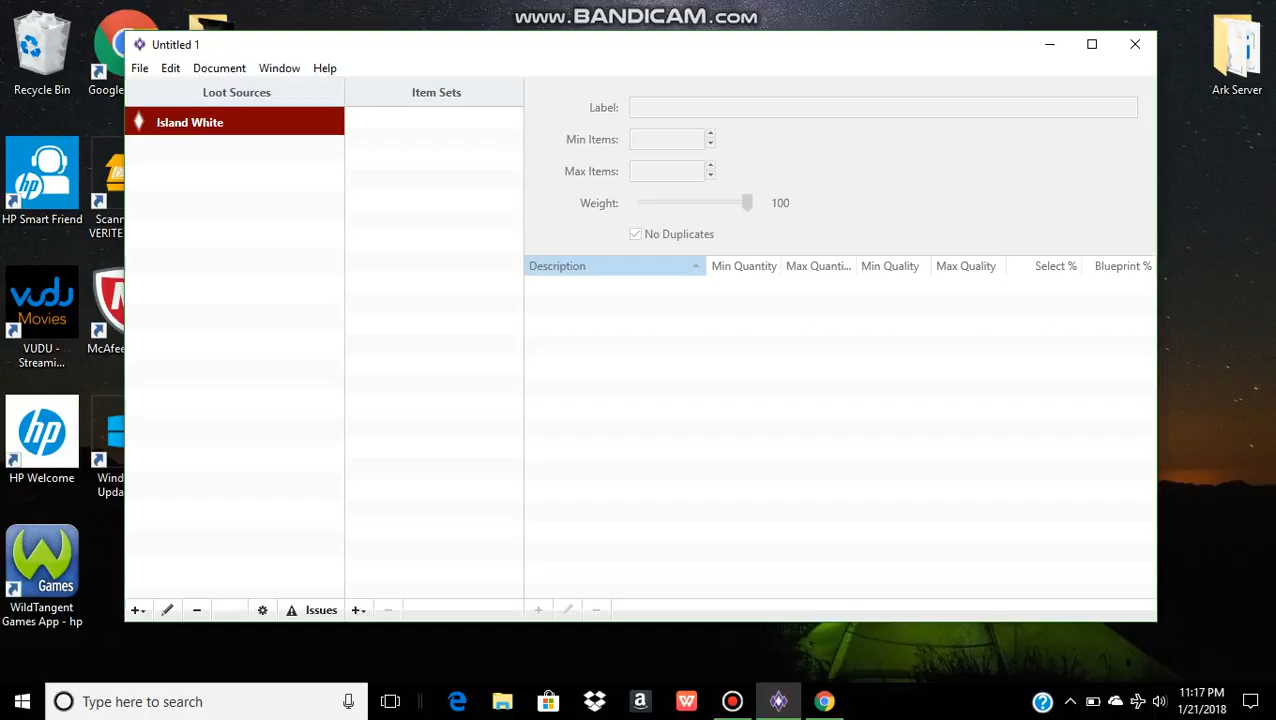 www.BANDICAM.com
Recycle Bin
Google
Ark Server
HP Smart Friend
Scann
VERITE
VUDU
Movies
VUDU -
Streami...
McAfee
hp
HP Welcome
Wind
Upda
Games
WildTangent
Games App - hp
Untitled 1
File Edit Document Window Help
Loot Sources Item Sets
Island White
Label:
Min Items:
Max Items:
Weight: 100
No Duplicates
Description Min Quantity Max Quanti... Min Quality Max Quality Select % Blueprint %
Issues
Type here to search
11:17 PM
1/21/2018